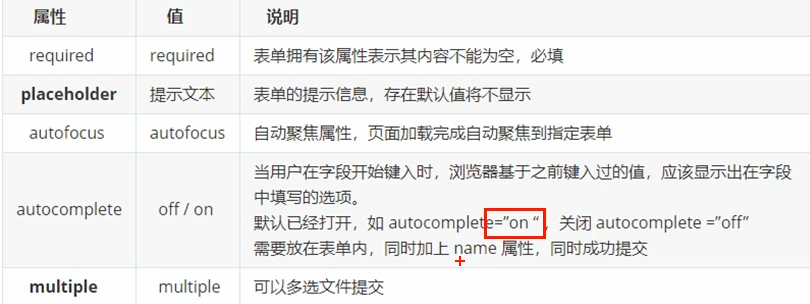 属性 值 说明
required required 表单拥有该属性表示其内容不能为空，必填
placeholder 提示文本 表单的提示信息，存在默认值将不显示
autofocus autofocus 自动聚焦属性，页面加载完成自动聚焦到指定表单
autocomplete off / on 当用户在字段开始键入时，浏览器基于之前键入过的值，应该显示出在字段
中填写的选项。
默认已经打开，如 autocomplete=”on “，关闭 autocomplete =”off”
需要放在表单内，同时加上 name 属性，同时成功提交
multiple multiple 可以多选文件提交